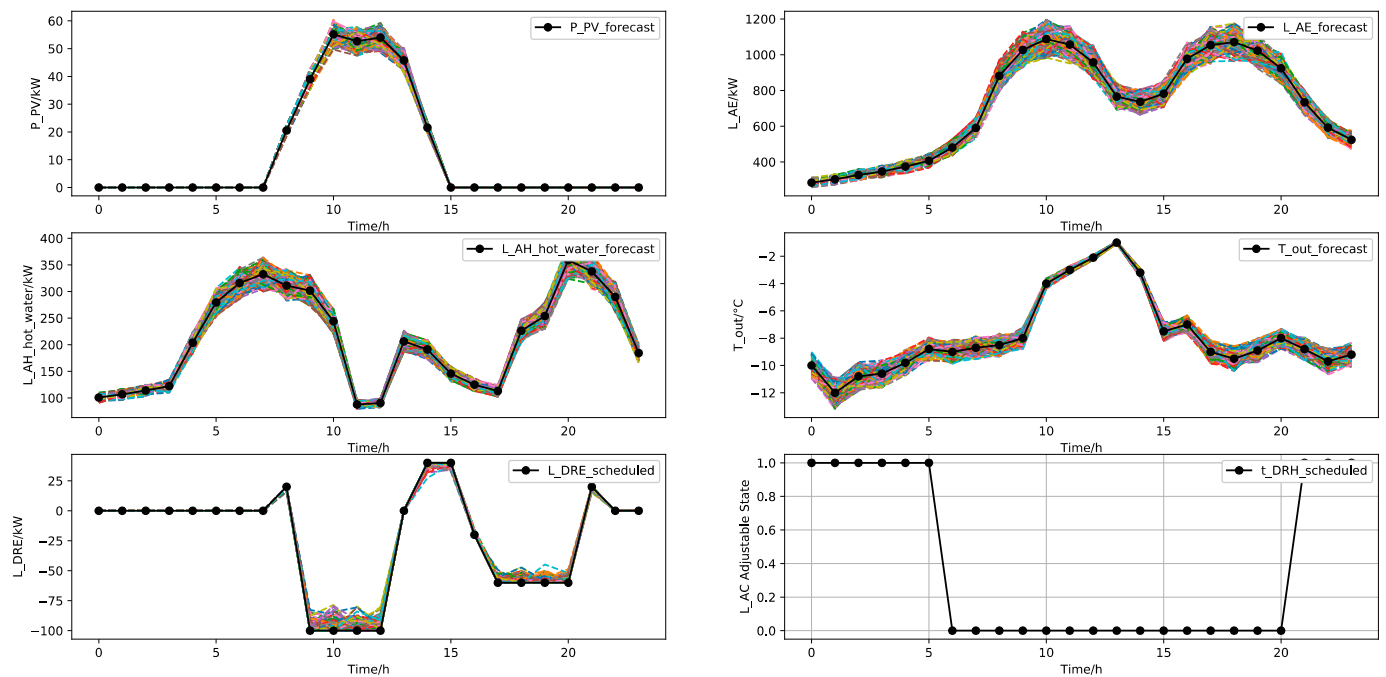 P_PV_forecast
P_PV/kW
60
50
40
30
20
10
0
0 5 10 15 20
Time/h
L_AE_forecast
L_AE/kW
1200
1000
800
600
400
0 5 10 15 20
Time/h
L_AH_hot_water_forecast
L_AH_hot_water/kW
400
350
300
250
200
150
100
0 5 10 15 20
Time/h
T_out_forecast
T_out/°C
−2
−4
−6
−8
−10
−12
0 5 10 15 20
Time/h
L_DRE_scheduled
L_DRE/kW
25
0
−25
−50
−75
−100
0 5 10 15 20
Time/h
t_DRH_scheduled
L_AC Adjustable State
1.0
0.8
0.6
0.4
0.2
0.0
0 5 10 15 20
Time/h